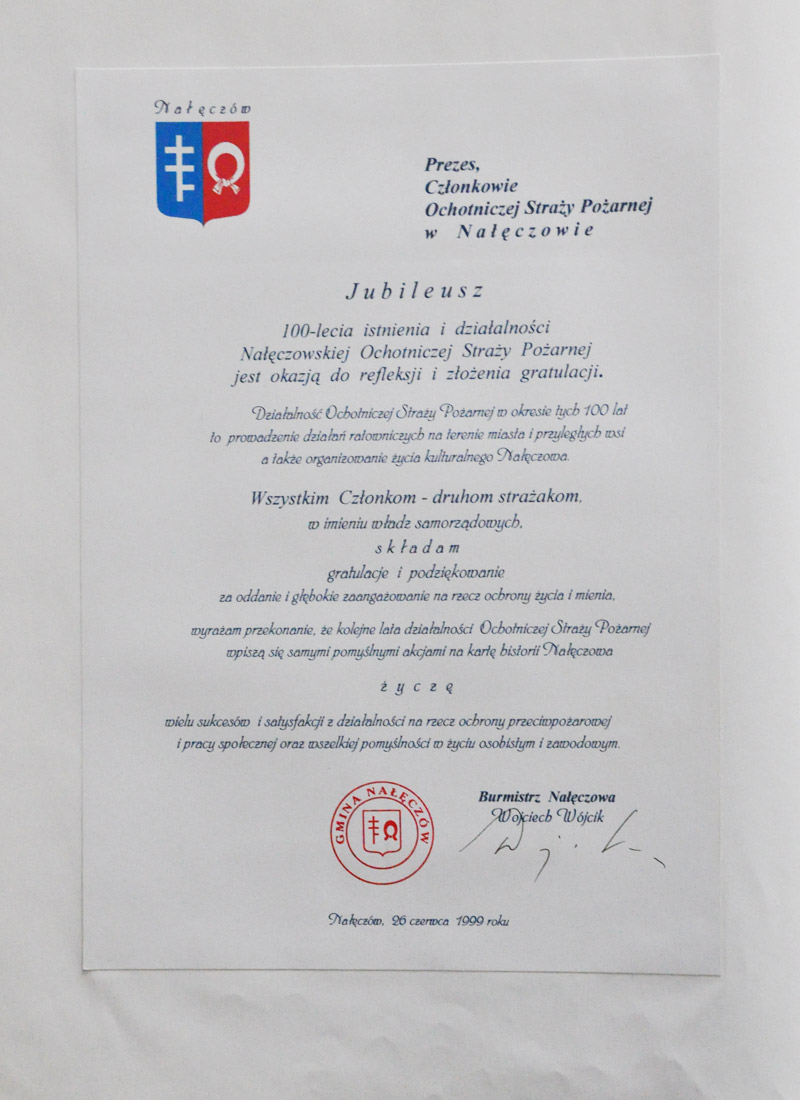 Nałęczów
Prezes,
Członkowie
Ochotniczej Straży Pożarnej
w Nałęczowie
Jubileusz
100-lecia istnienia i działalności
Nałęczowskiej Ochotniczej Straży Pożarnej
jest okazją do refleksji i złożenia gratulacji.
Działalność Ochotniczej Straży Pożarnej w okresie tych 100 lat
to prowadzenie działań ratowniczych na terenie miasta i przyległych wsi
a także organizowanie życia kulturalnego Nałęczowa.
Wszystkim Członkom - druhom strażakom,
w imieniu władz samorządowych,
składam
gratulacje i podziękowanie
za oddanie i głębokie zaangażowanie na rzecz ochrony życia i mienia,
wyrażam przekonanie, że kolejne lata działalności Ochotniczej Straży Pożarnej
wpiszą się samymi pomyślnymi akcjami na kartę historii Nałęczowa
życzę
wielu sukcesów i satysfakcji z działalności na rzecz ochrony przeciwpożarowej
i pracy społecznej oraz wszelkiej pomyślności w życiu osobistym i zawodowym.
GMINA NAŁĘCZÓW
Burmistrz Nałęczowa
Wojciech Wójcik
Nałęczów, 26 czerwca 1999 roku